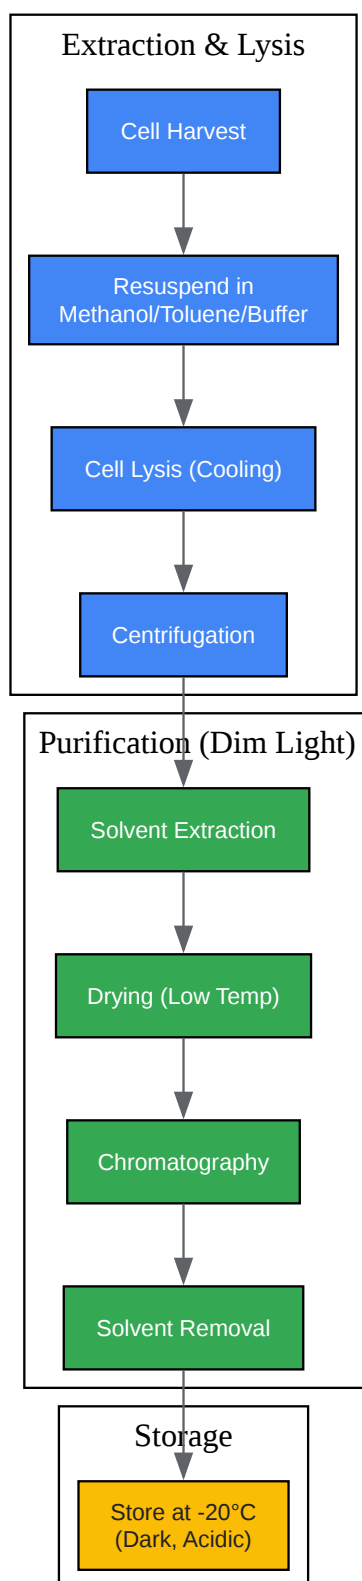 Extraction & Lysis
Cell Harvest
Resuspend in
Methanol/Toluene/Buffer
Cell Lysis (Cooling)
Centrifugation
Purification (Dim Light)
Solvent Extraction
Drying (Low Temp)
Chromatography
Solvent Removal
Storage
Store at -20°C
(Dark, Acidic)